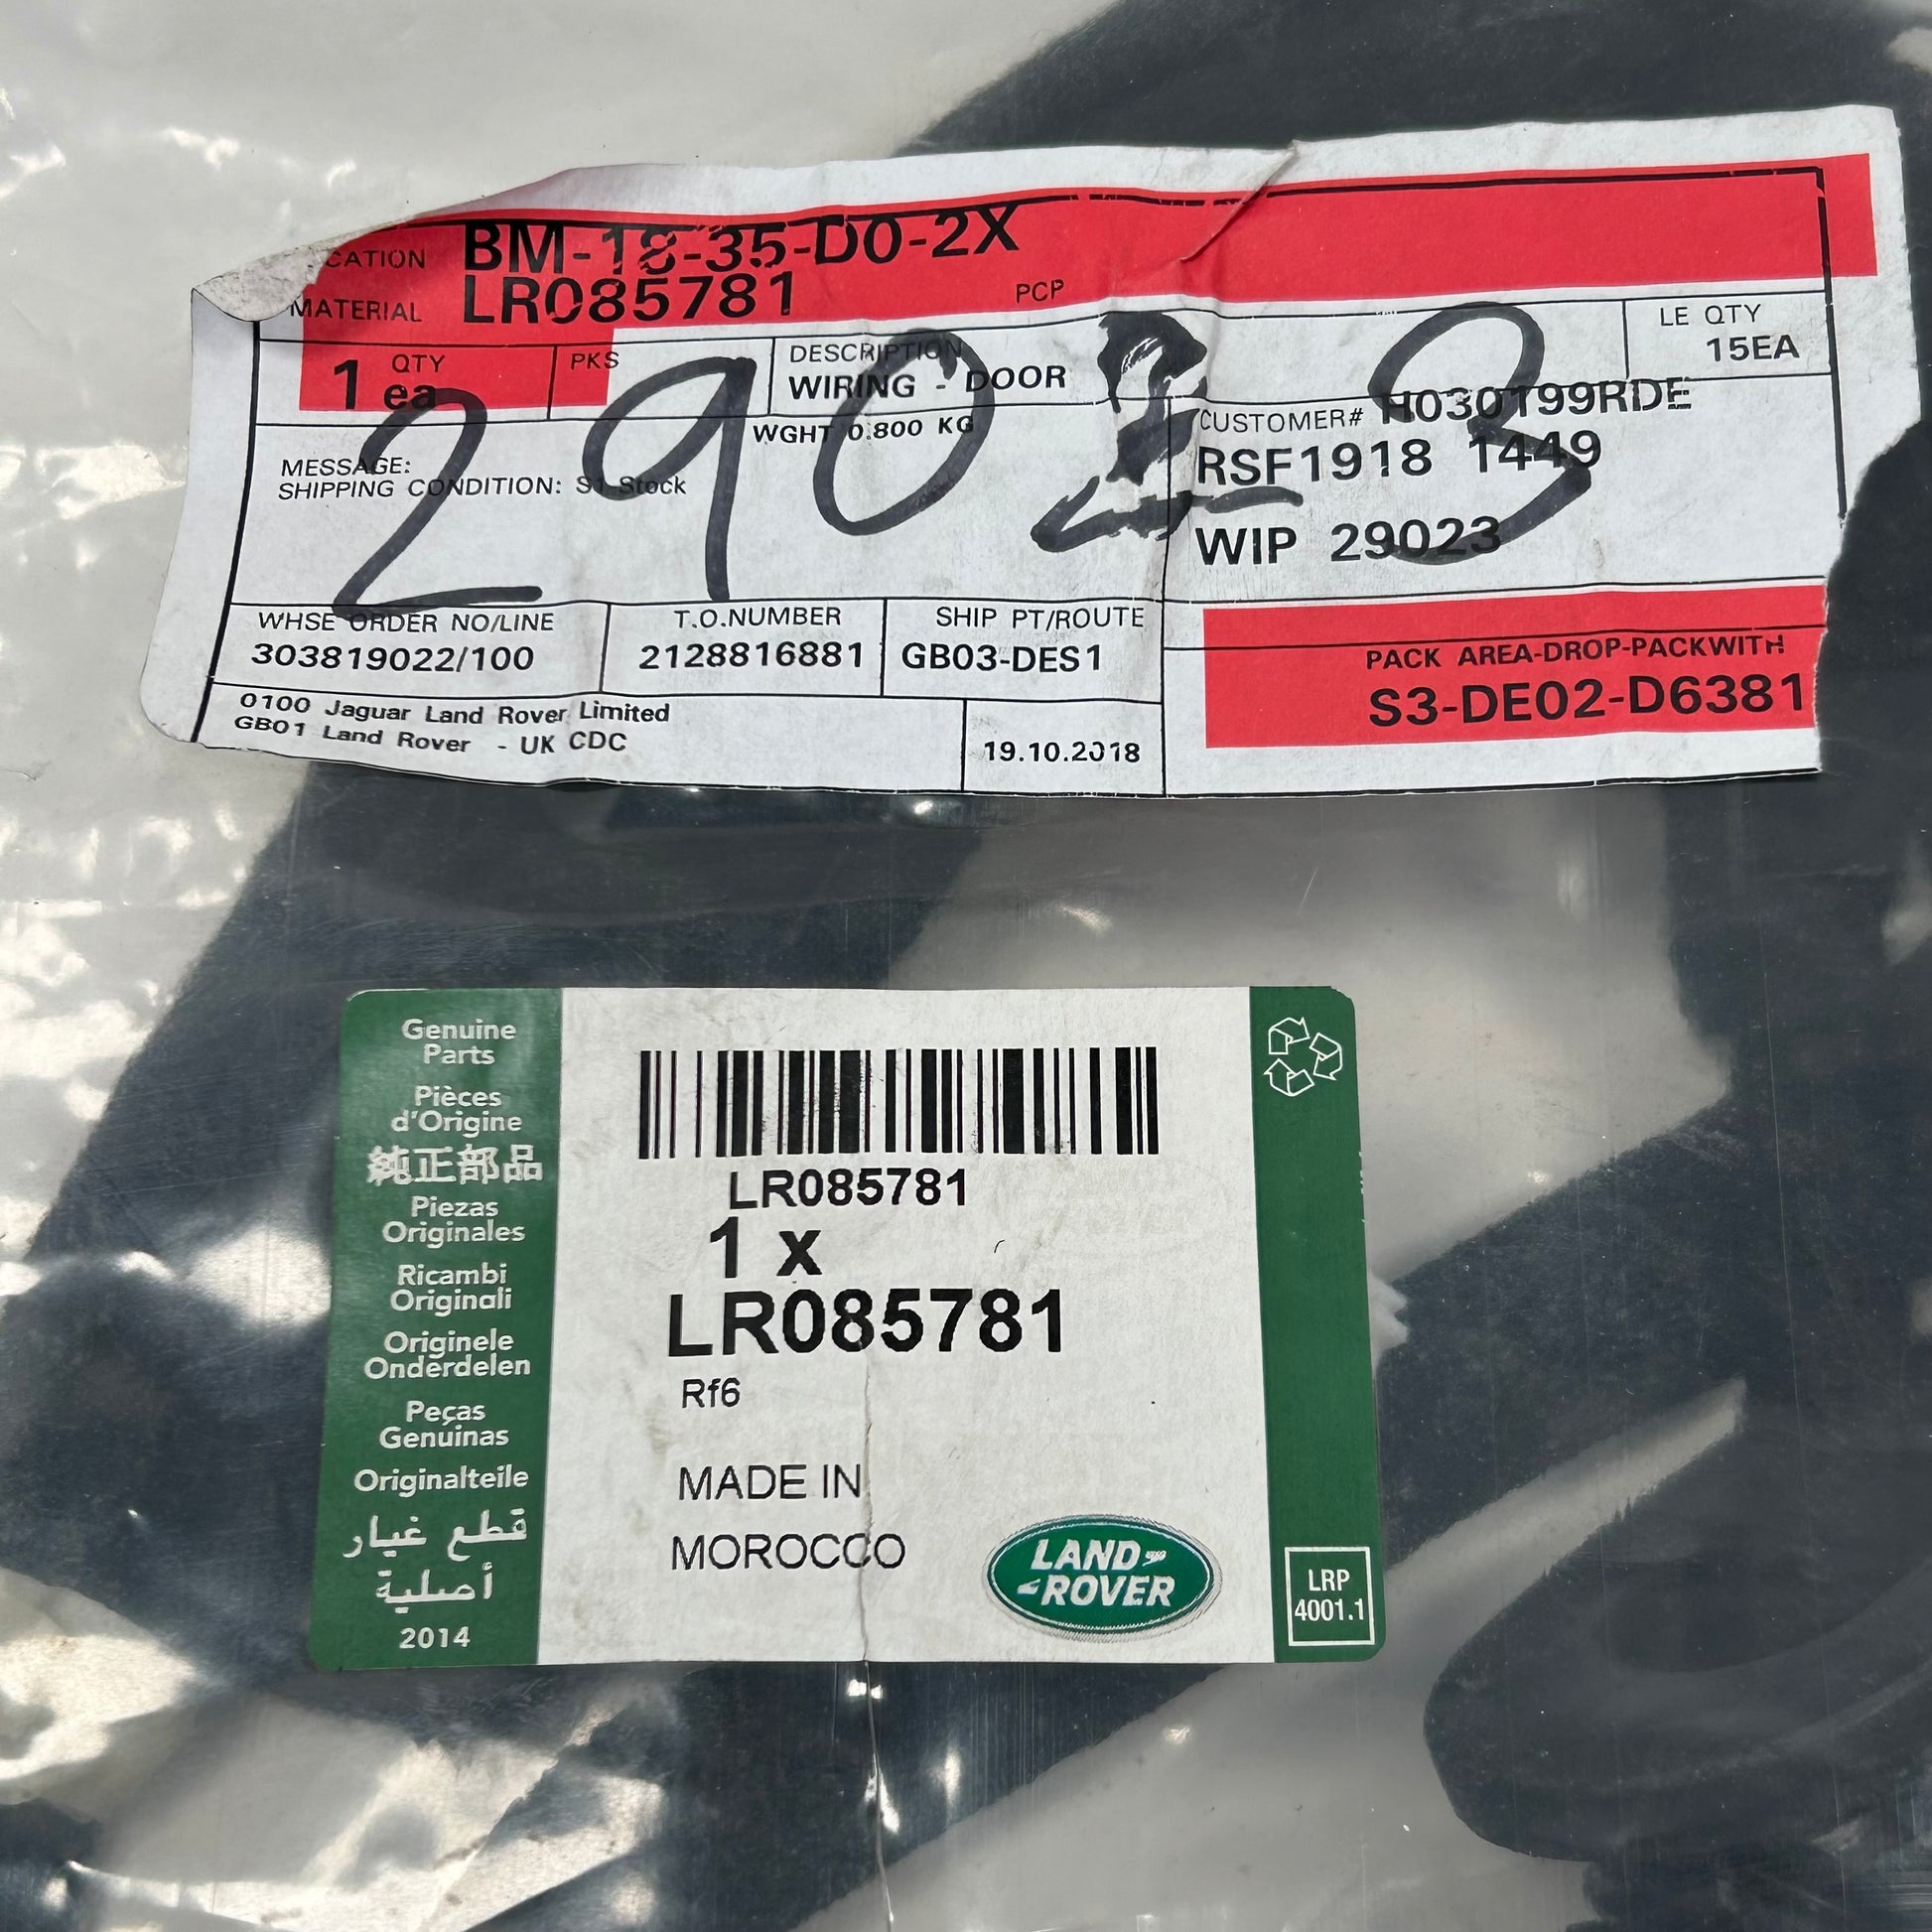 CATION BM-18-35-D0-2X
MATERIAL LR085781 PCP
1 QTY ea PKS DESCRIPTION WIRING - DOOR LE QTY 15EA
WGHT 0.800 KG
CUSTOMER# H030199RDE
RSF1918 1449
WIP 29023
MESSAGE:
SHIPPING CONDITION: S1 Stock
29023
WHSE ORDER NO/LINE T.O.NUMBER SHIP PT/ROUTE
303819022/100 2128816881 GB03-DES1
PACK AREA-DROP-PACKWITH
S3-DE02-D6381
0100 Jaguar Land Rover Limited
GB01 Land Rover - UK CDC
19.10.2018
Genuine
Parts
Pièces
d'Origine
純正部品
Piezas
Originales
Ricambi
Originali
Originele
Onderdelen
Peças
Genuinas
Originalteile
قطع غيار
أصلية
2014
LR085781
1 x
LR085781
Rf6
MADE IN
MOROCCO
LAND
ROVER
LRP
4001.1